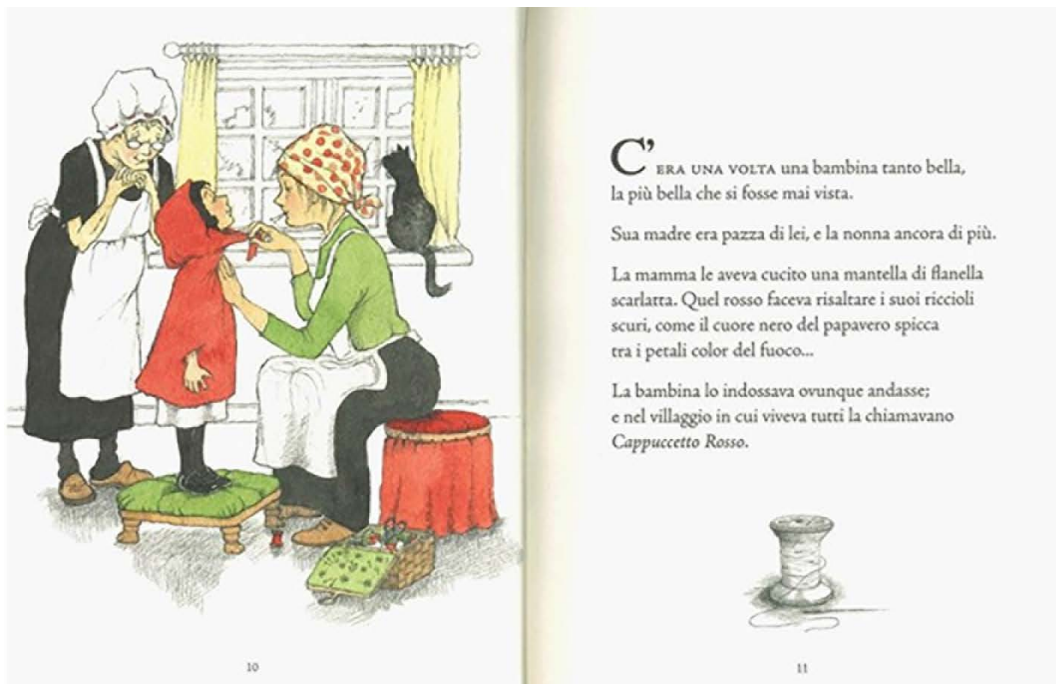 C'ERA UNA VOLTA una bambina tanto bella,
la più bella che si fosse mai vista.
Sua madre era pazza di lei, e la nonna ancora di più.
La mamma le aveva cucito una mantella di flanella
scarlatta. Quel rosso faceva risaltare i suoi riccioli
scuri, come il cuore nero del papavero spicca
tra i petali color del fuoco...
La bambina lo indossava ovunque andasse;
e nel villaggio in cui viveva tutti la chiamavano
Cappuccetto Rosso.
10
11